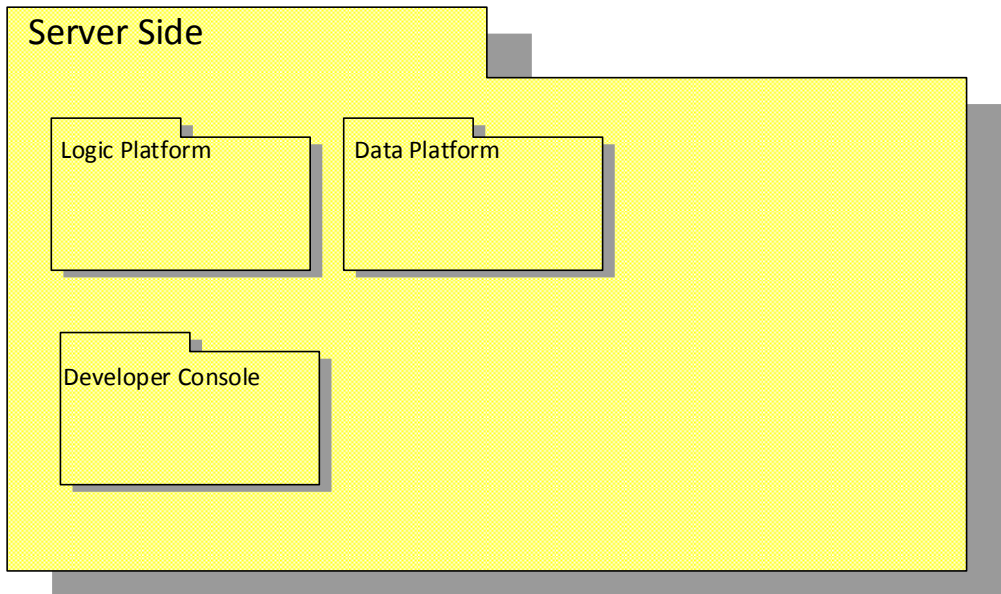 Server Side
Logic Platform
Data Platform
Developer Console